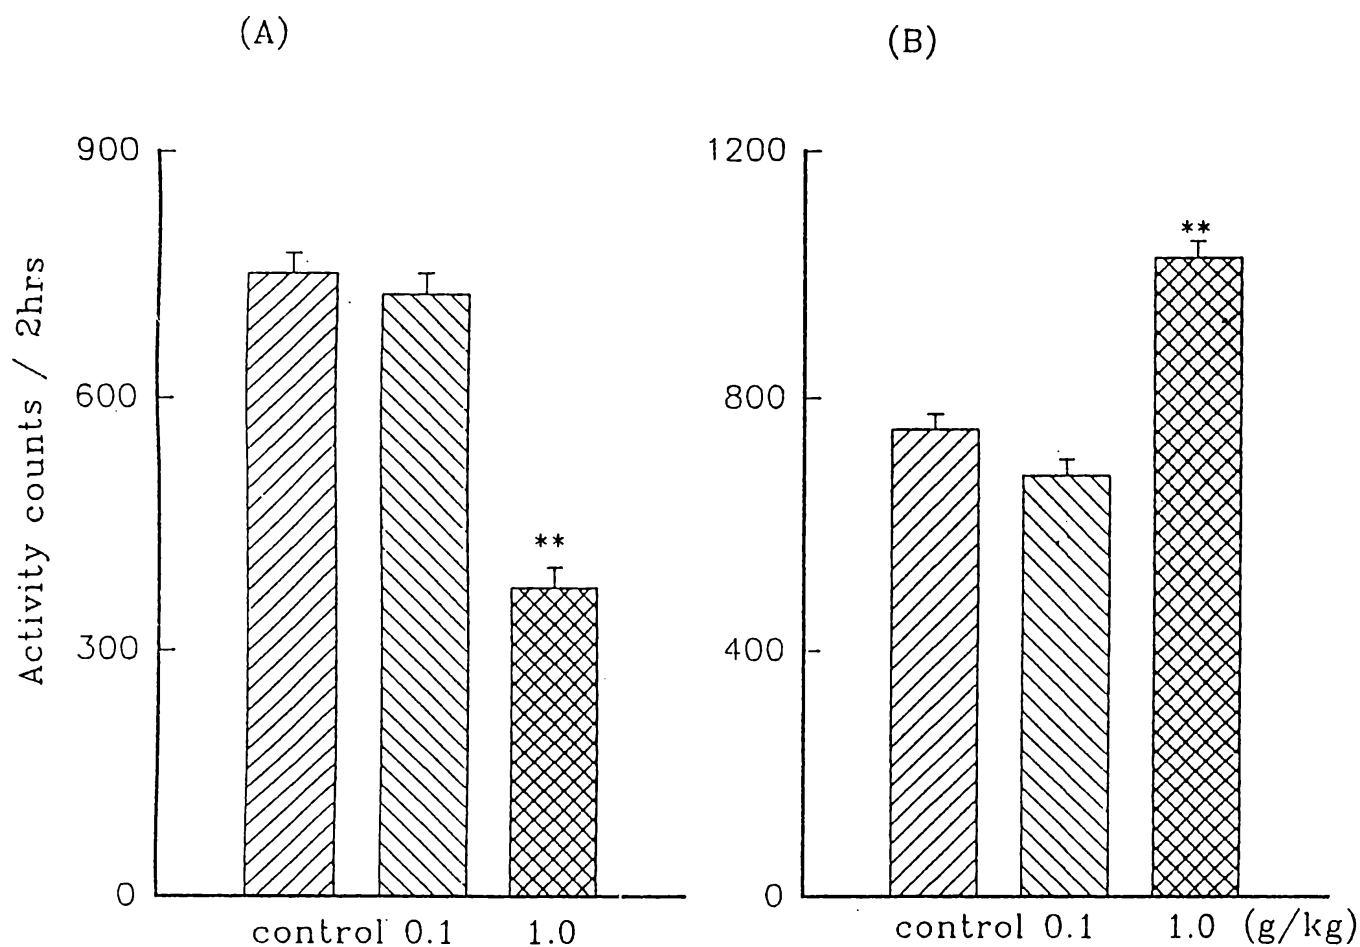 (A)
(B)
Activity counts / 2hrs
900
600
300
0
**
control 0.1 1.0
1200
800
400
0
**
control 0.1 1.0 (g/kg)